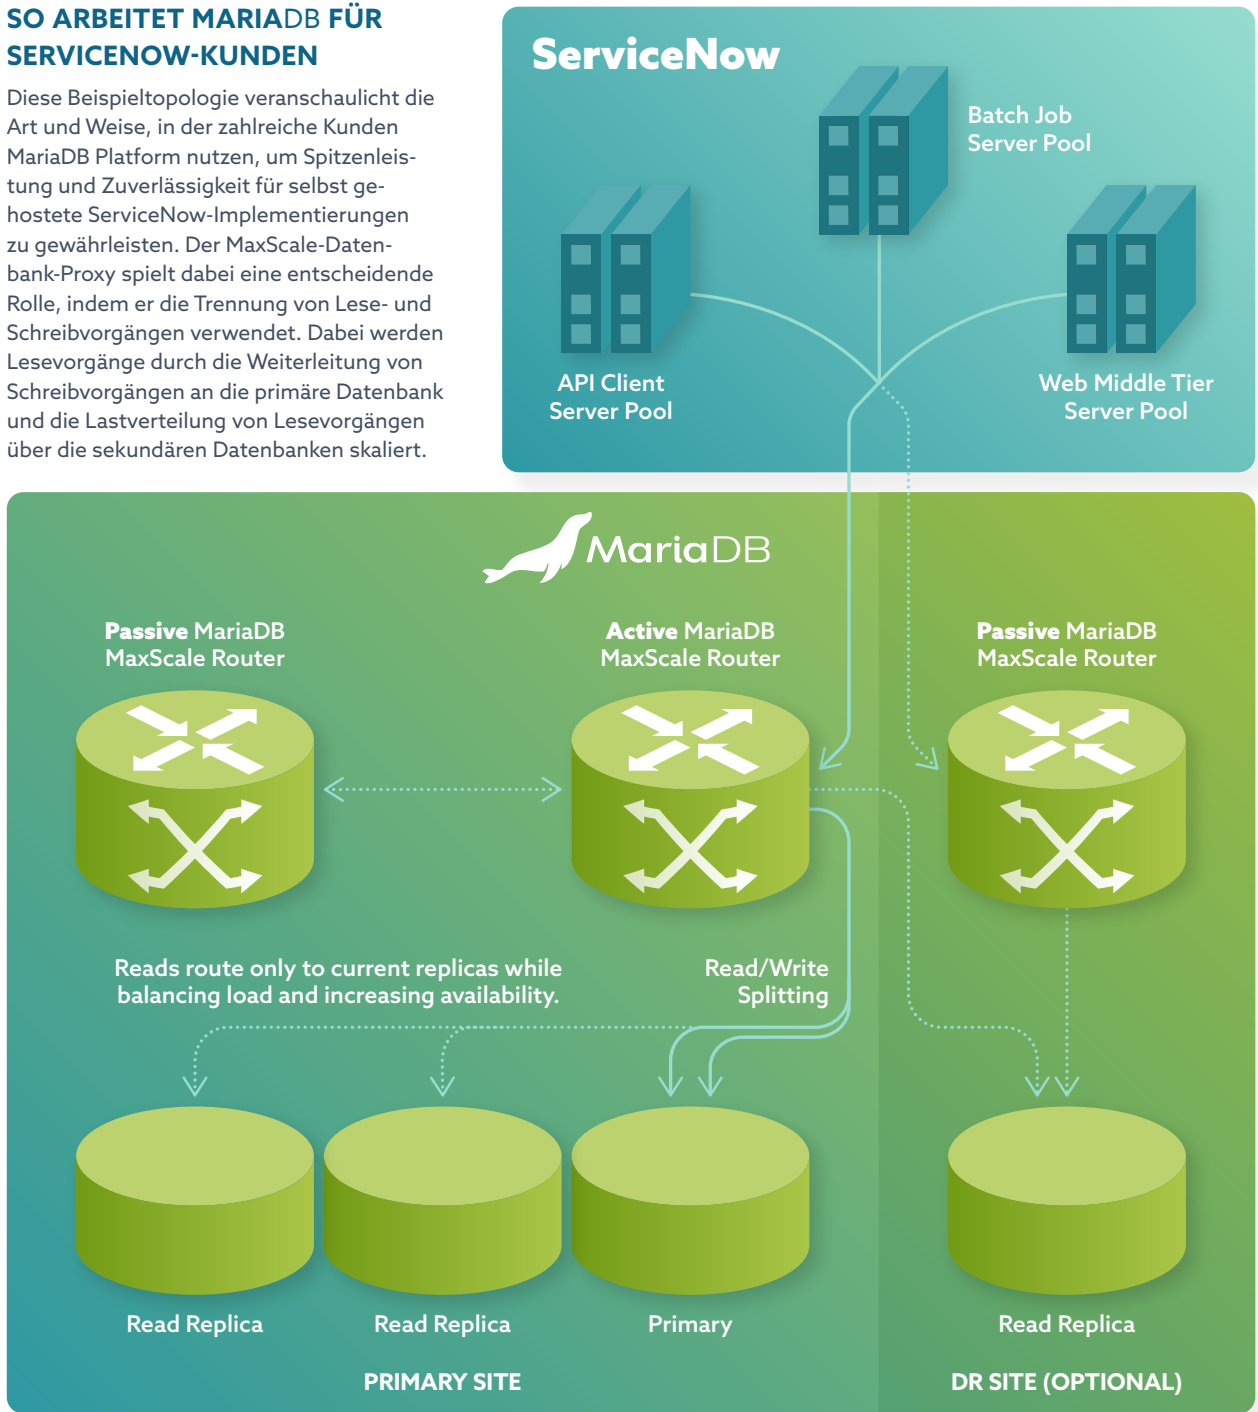 SO ARBEITET MARIADB FÜR
SERVICENOW-KUNDEN
Diese Beispieltopologie veranschaulicht die
Art und Weise, in der zahlreiche Kunden
MariaDB Platform nutzen, um Spitzenleis-
tung und Zuverlässigkeit für selbst ge-
hostete ServiceNow-Implementierungen
zu gewährleisten. Der MaxScale-Daten-
bank-Proxy spielt dabei eine entscheidende
Rolle, indem er die Trennung von Lese- und
Schreibvorgängen verwendet. Dabei werden
Lesevorgänge durch die Weiterleitung von
Schreibvorgängen an die primäre Datenbank
und die Lastverteilung von Lesevorgängen
über die sekundären Datenbanken skaliert.
ServiceNow
Batch Job
Server Pool
API Client
Server Pool
Web Middle Tier
Server Pool
MariaDB
Passive MariaDB
MaxScale Router
Active MariaDB
MaxScale Router
Passive MariaDB
MaxScale Router
Reads route only to current replicas while
balancing load and increasing availability.
Read/Write
Splitting
Read Replica
Read Replica
Primary
Read Replica
PRIMARY SITE
DR SITE (OPTIONAL)